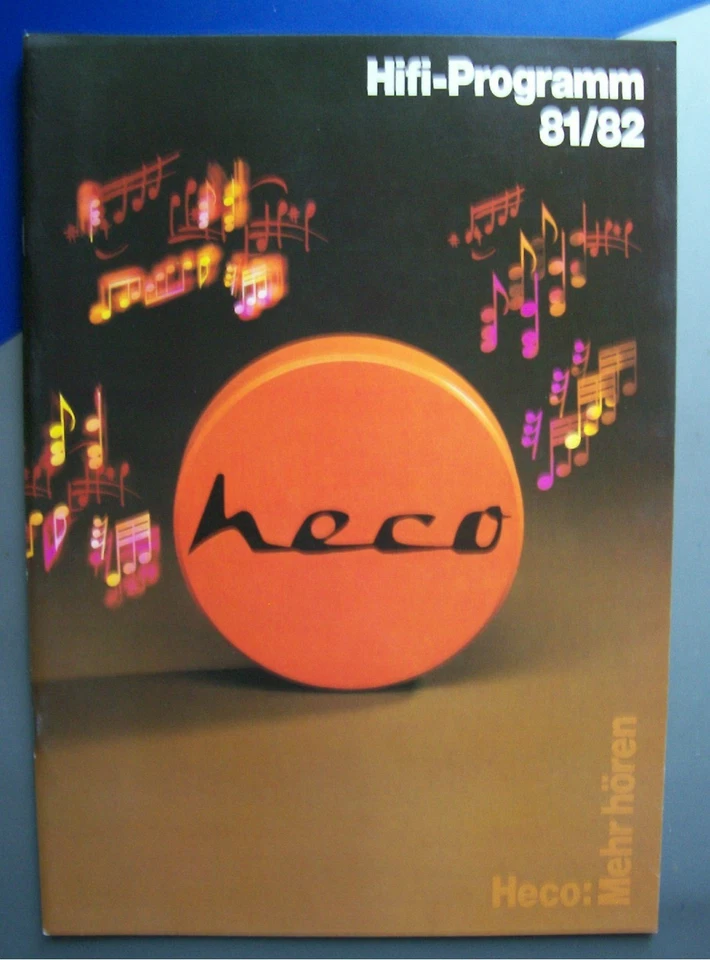 Hifi-Programm
81/82
heco
Heco:
Mehr hören